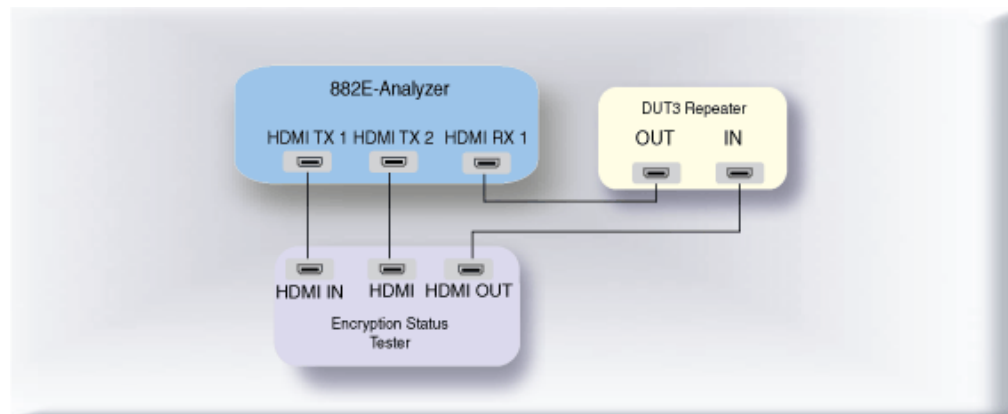 882E-Analyzer
HDMI TX 1 HDMI TX 2 HDMI RX 1
DUT3 Repeater
OUT IN
HDMI IN HDMI HDMI OUT
Encryption Status
Tester